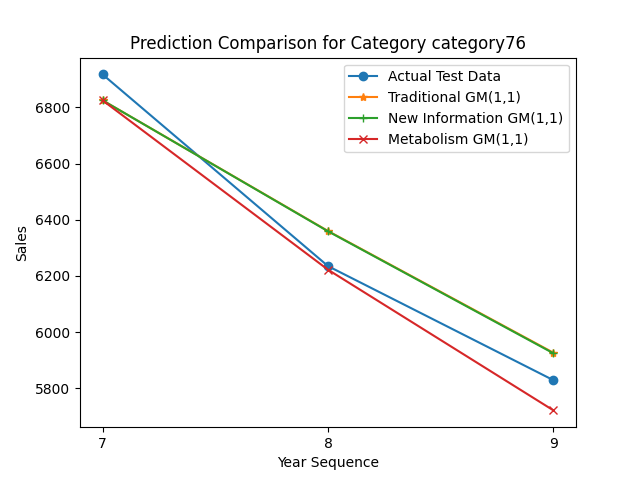 Prediction Comparison for Category category76
Actual Test Data
Traditional GM(1,1)
New Information GM(1,1)
Metabolism GM(1,1)
Sales
6800
6600
6400
6200
6000
5800
7
8
9
Year Sequence